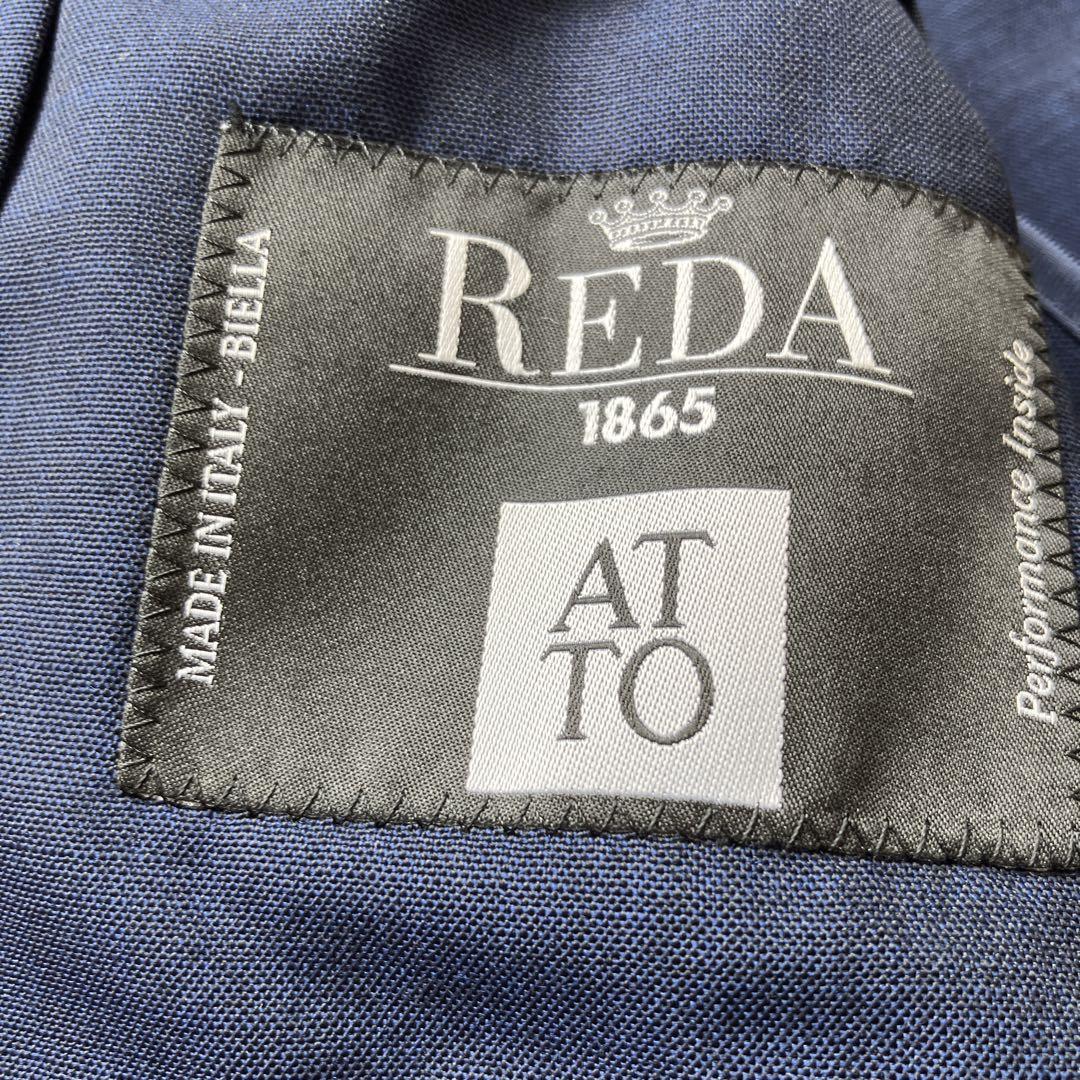 REDA
1865
AT
TO
MADE IN ITALY - BIELLA
Performance Inside